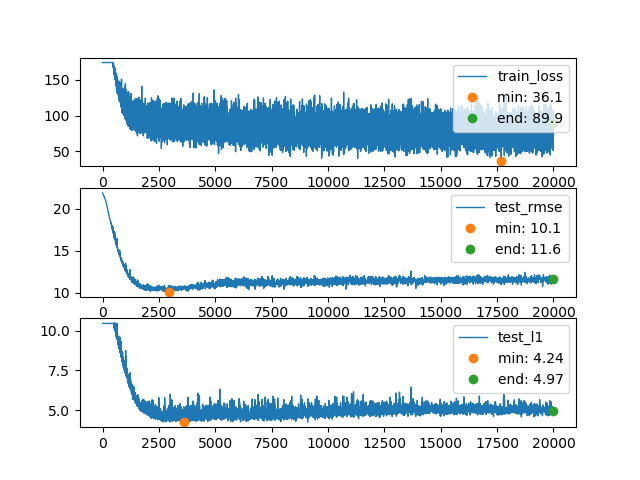 150
100
50
train_loss
min: 36.1
end: 89.9
0 2500 5000 7500 10000 12500 15000 17500 20000
20
15
10
test_rmse
min: 10.1
end: 11.6
0 2500 5000 7500 10000 12500 15000 17500 20000
10.0
7.5
5.0
test_l1
min: 4.24
end: 4.97
0 2500 5000 7500 10000 12500 15000 17500 20000